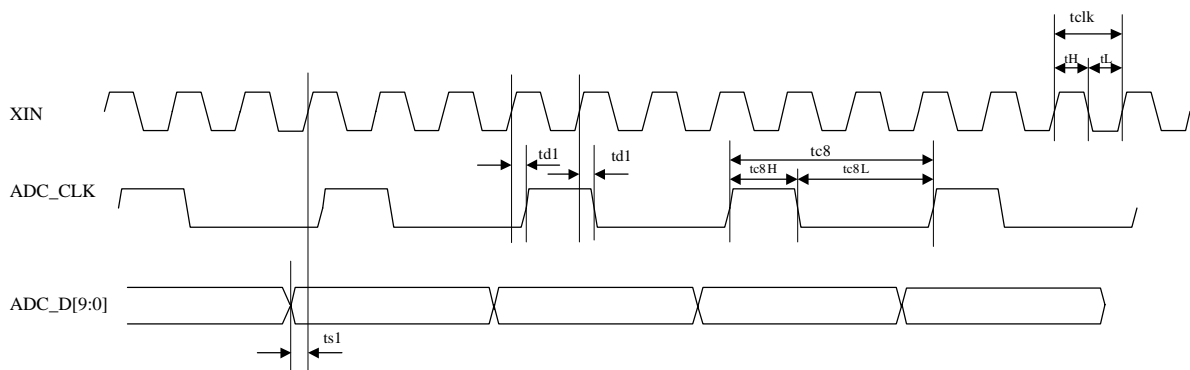 tclk
tH tL
XIN
td1 td1
tc8
tc8H tc8L
ADC_CLK
ADC_D[9:0]
ts1